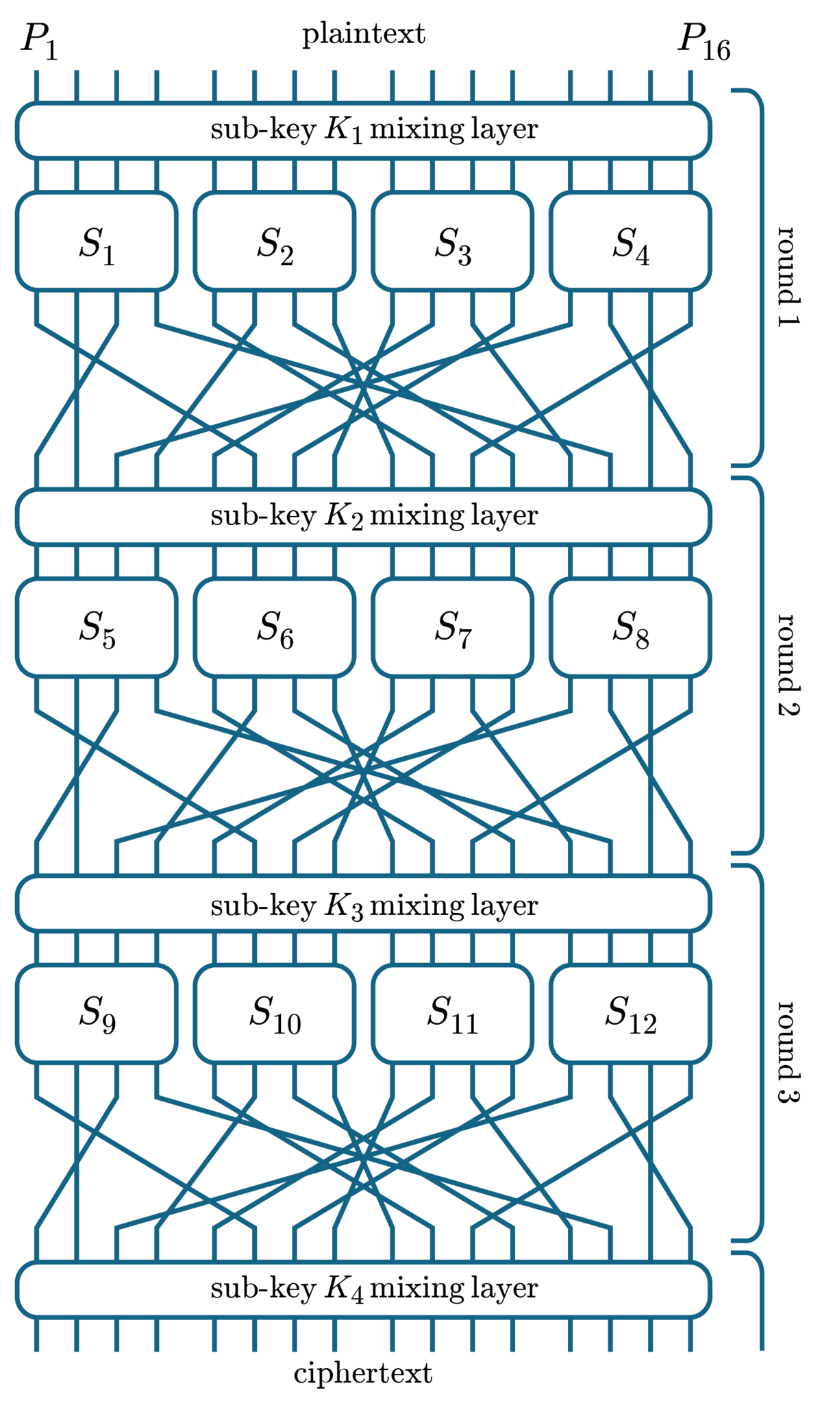 P₁ plaintext P₁₆
sub-key K₁ mixing layer
S₁ S₂ S₃ S₄
round 1
sub-key K₂ mixing layer
S₅ S₆ S₇ S₈
round 2
sub-key K₃ mixing layer
S₉ S₁₀ S₁₁ S₁₂
round 3
sub-key K₄ mixing layer
ciphertext